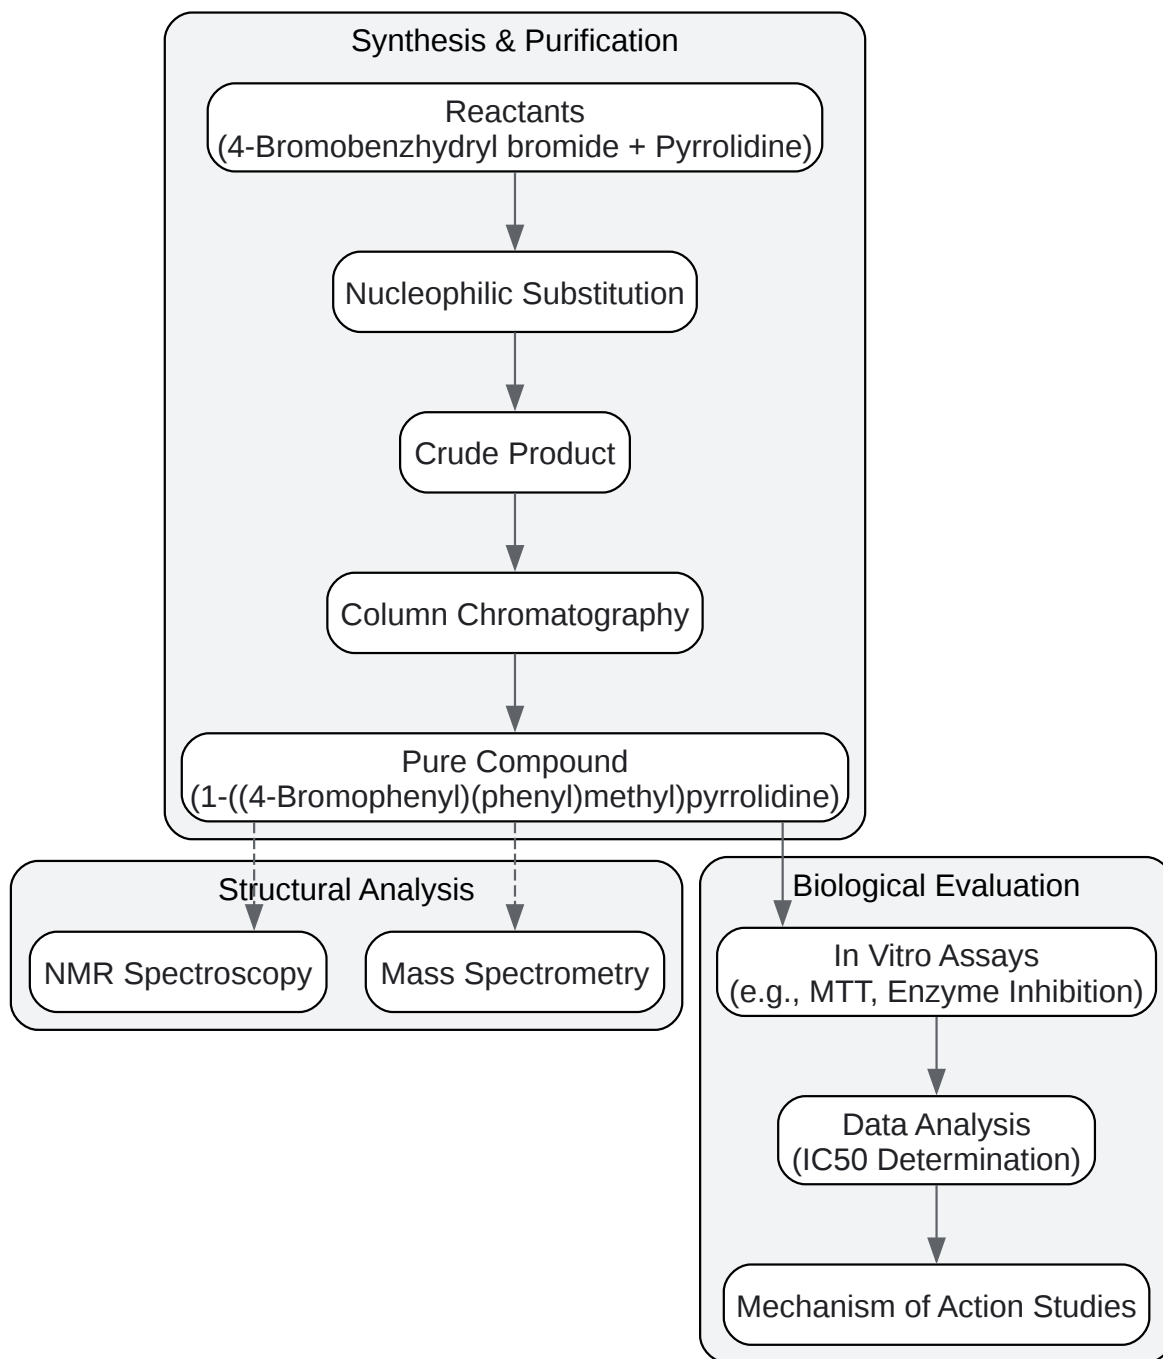 Synthesis & Purification
Reactants
(4-Bromobenzhydryl bromide + Pyrrolidine)
Nucleophilic Substitution
Crude Product
Column Chromatography
Pure Compound
(1-((4-Bromophenyl)(phenyl)methyl)pyrrolidine)
Structural Analysis
NMR Spectroscopy
Mass Spectrometry
Biological Evaluation
In Vitro Assays
(e.g., MTT, Enzyme Inhibition)
Data Analysis
(IC50 Determination)
Mechanism of Action Studies